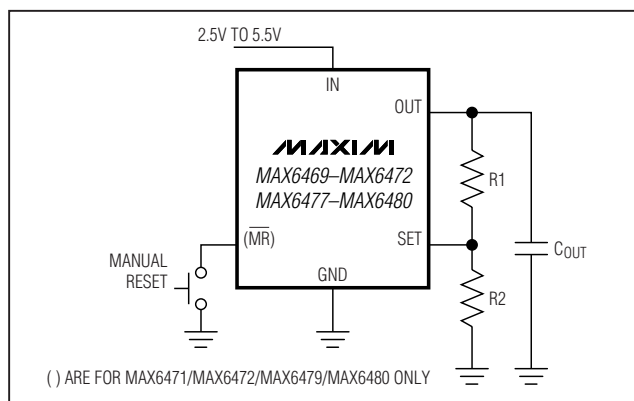 2.5V TO 5.5V
IN
OUT
MAXIM
MAX6469–MAX6472
MAX6477–MAX6480
R1
(MR)
SET
COUT
MANUAL
RESET
GND
R2
( ) ARE FOR MAX6471/MAX6472/MAX6479/MAX6480 ONLY